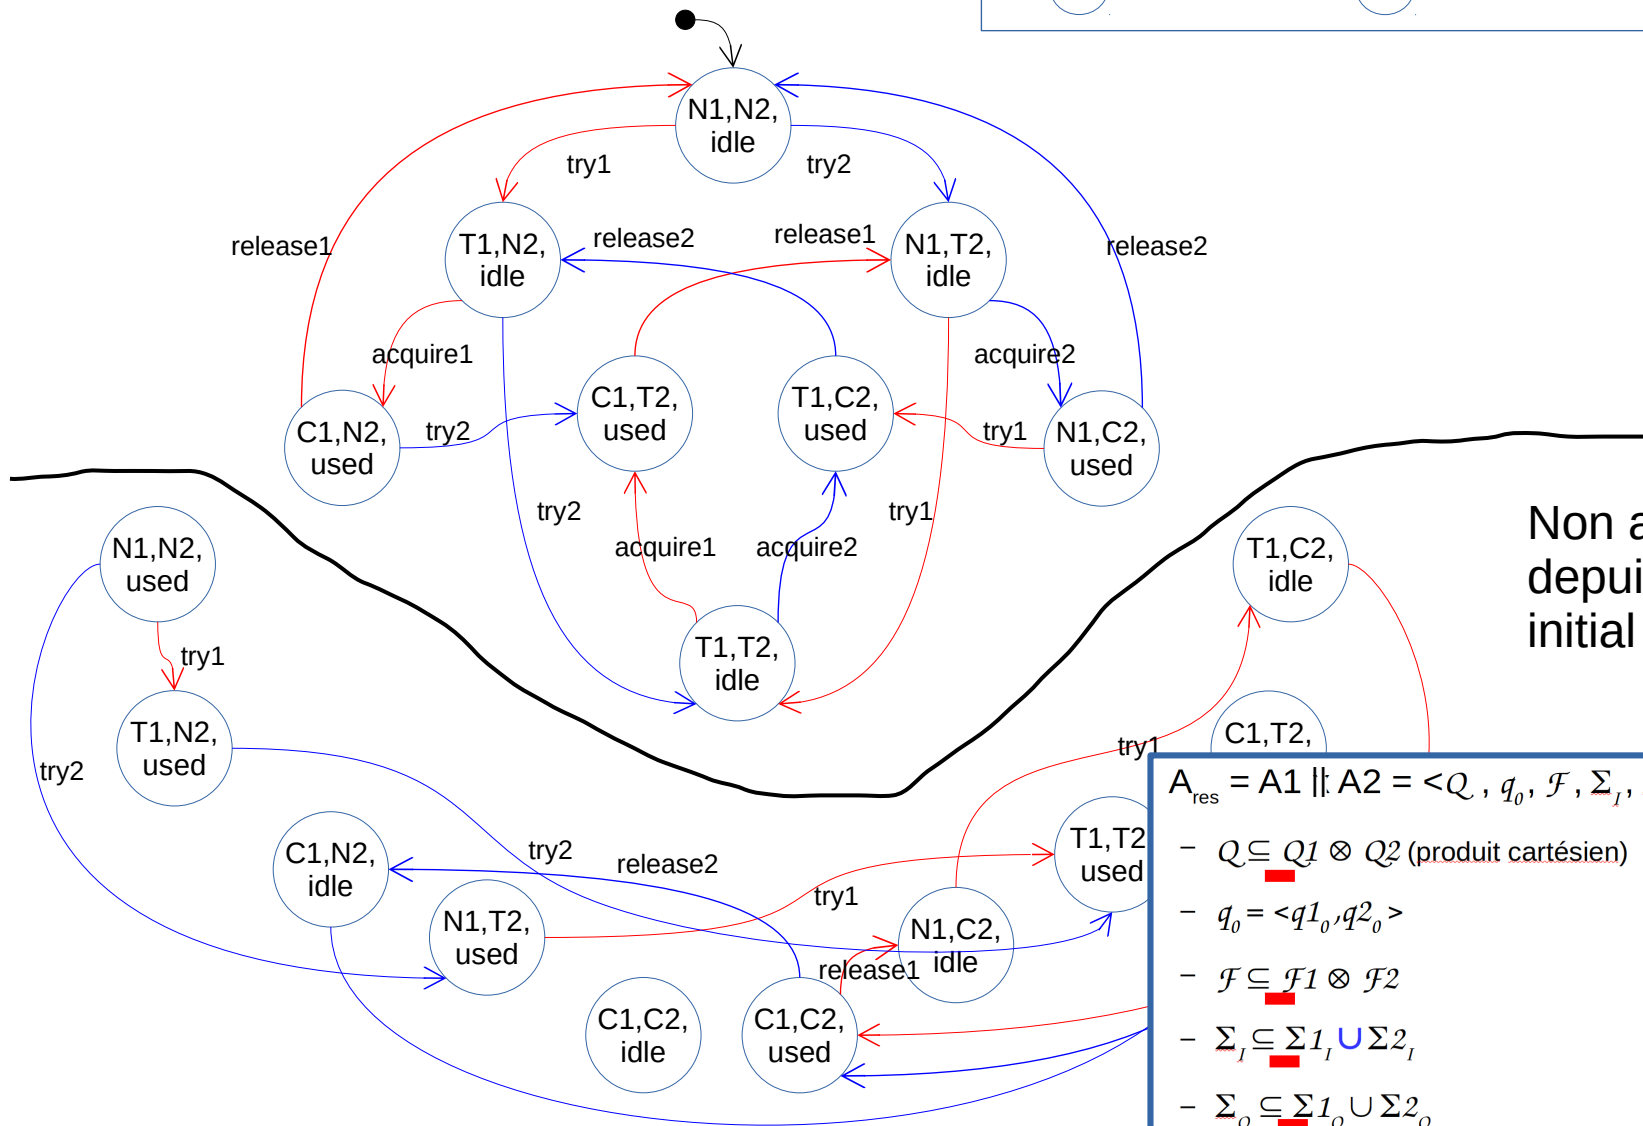 N1,N2,
idle
try1
try2
release1
T1,N2,
idle
release2
release1
N1,T2,
idle
release2
acquire1
acquire2
C1,T2,
used
T1,C2,
used
C1,N2,
used
try2
try1
N1,C2,
used
try2
try1
acquire1
acquire2
T1,T2,
idle
N1,N2,
used
try1
T1,N2,
used
try2
T1,C2,
idle
Non
depui
initial
try1
C1,T2,
C1,N2,
idle
try2
release2
T1,T2
used
try1
N1,T2,
used
N1,C2,
idle
release1
C1,C2,
idle
C1,C2,
used
A_res = A1 || A2 = <Q , q_0, F, Σ_I,
– Q ⊆ Q1 ⊗ Q2 (produit cartésien)
– q_0 = <q1_0,q2_0 >
– F ⊆ F1 ⊗ F2
– Σ_I ⊆ Σ1_I ∪ Σ2_I
– Σ_O ⊆ Σ1_O ∪ Σ2_O